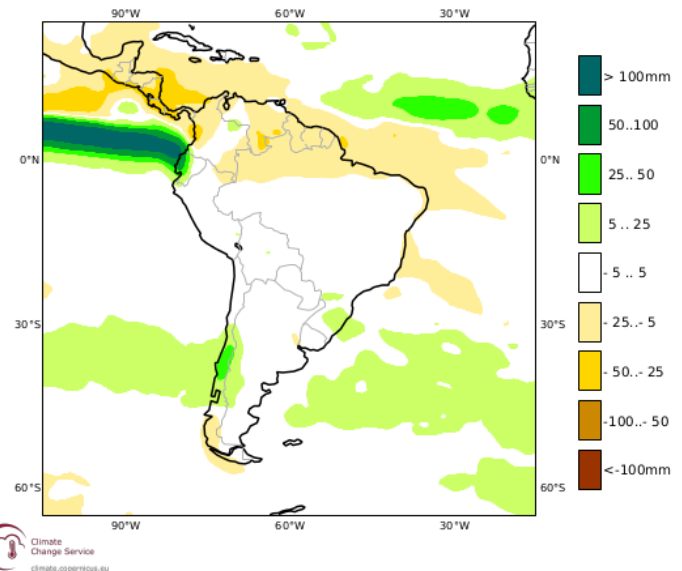 90°W 60°W 30°W
0°N 0°N
30°S 30°S
60°S 60°S
90°W 60°W 30°W
> 100mm
50..100
25.. 50
5 .. 25
- 5 .. 5
- 25..- 5
- 50..- 25
-100..- 50
<-100mm
Climate
Change Service
climate.copernicus.eu